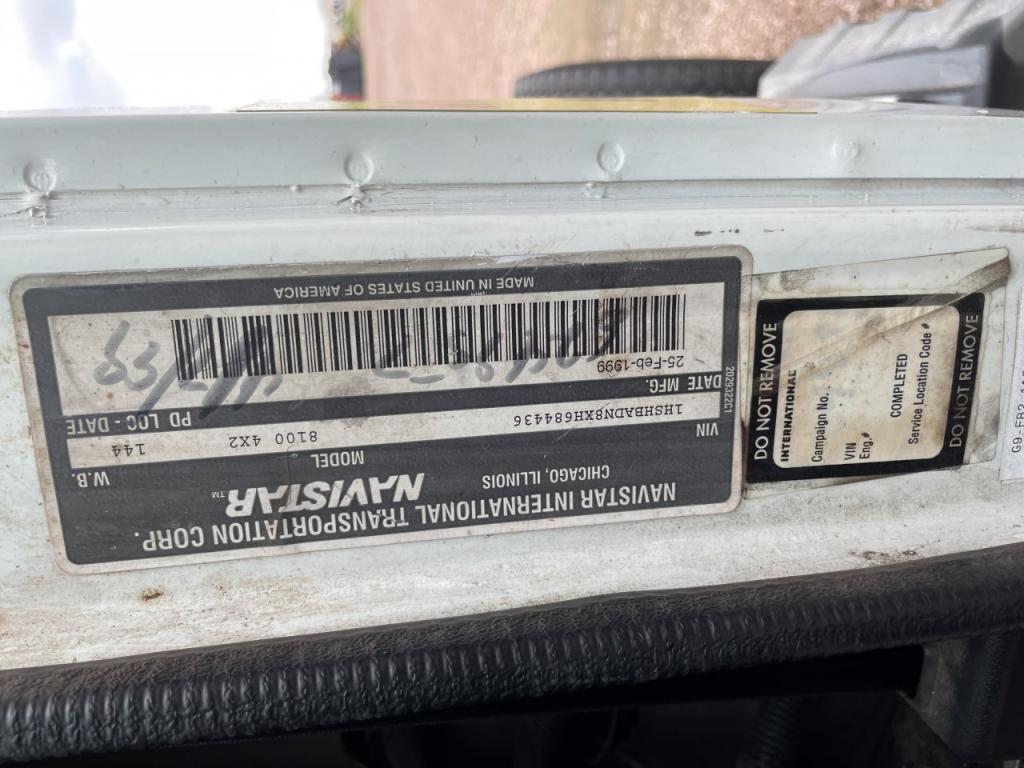 NAVISTAR INTERNATIONAL TRANSPORTATION CORP.
CHICAGO, ILLINOIS
NAVISTAR™
VIN MODEL W.B.
1HSHBADN8XH684436 8100 4X2 144
DATE MFG. PD LOC - DATE
25-Feb-1999
MADE IN UNITED STATES OF AMERICA
2029322C1
DO NOT REMOVE
INTERNATIONAL
Campaign No.
VIN
Eng.#
COMPLETED
Service Location Code #
DO NOT REMOVE